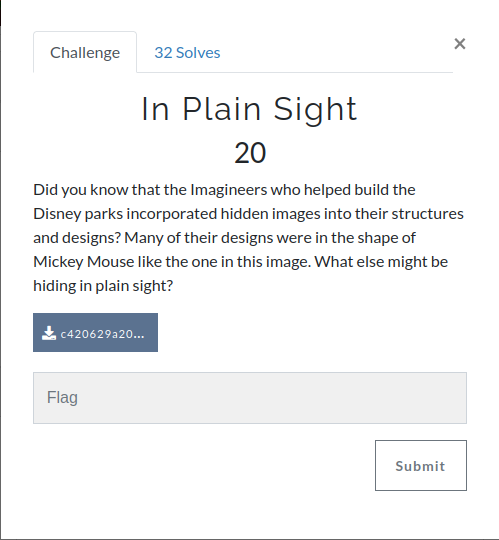 Challenge
32 Solves
×
In Plain Sight
20
Did you know that the Imagineers who helped build the
Disney parks incorporated hidden images into their structures
and designs? Many of their designs were in the shape of
Mickey Mouse like the one in this image. What else might be
hiding in plain sight?
c420629a20...
Flag
Submit